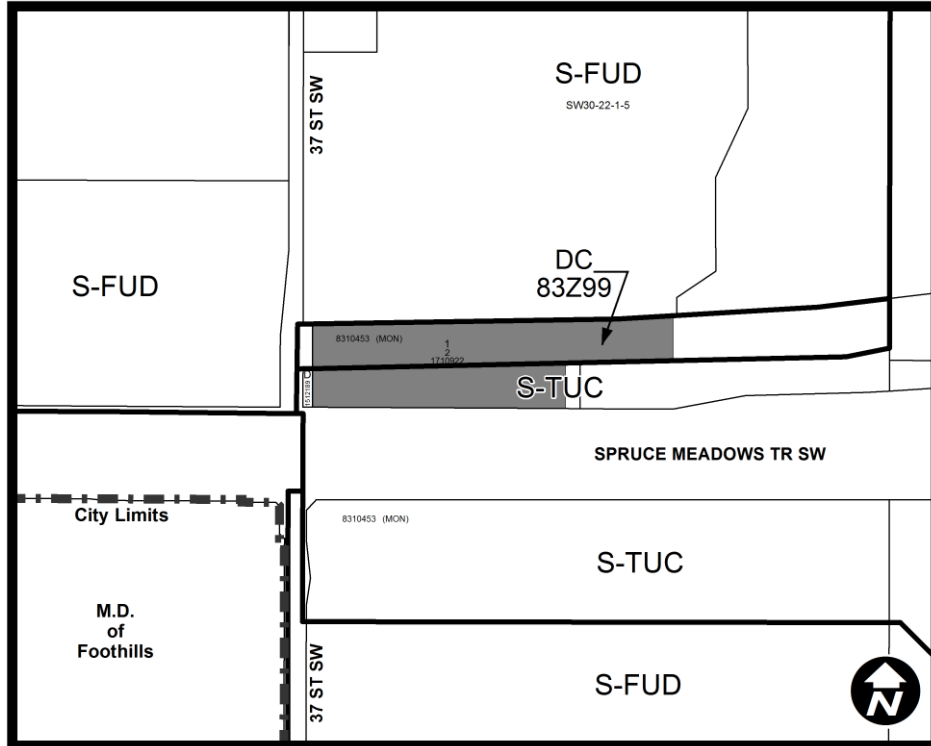 S-FUD
SW30-22-1-5
37 ST SW
S-FUD
DC
83Z99
8310453 (MON)
1
2
1710922
1512189
S-TUC
SPRUCE MEADOWS TR SW
City Limits
8310453 (MON)
S-TUC
M.D.
of
Foothills
37 ST SW
S-FUD
N